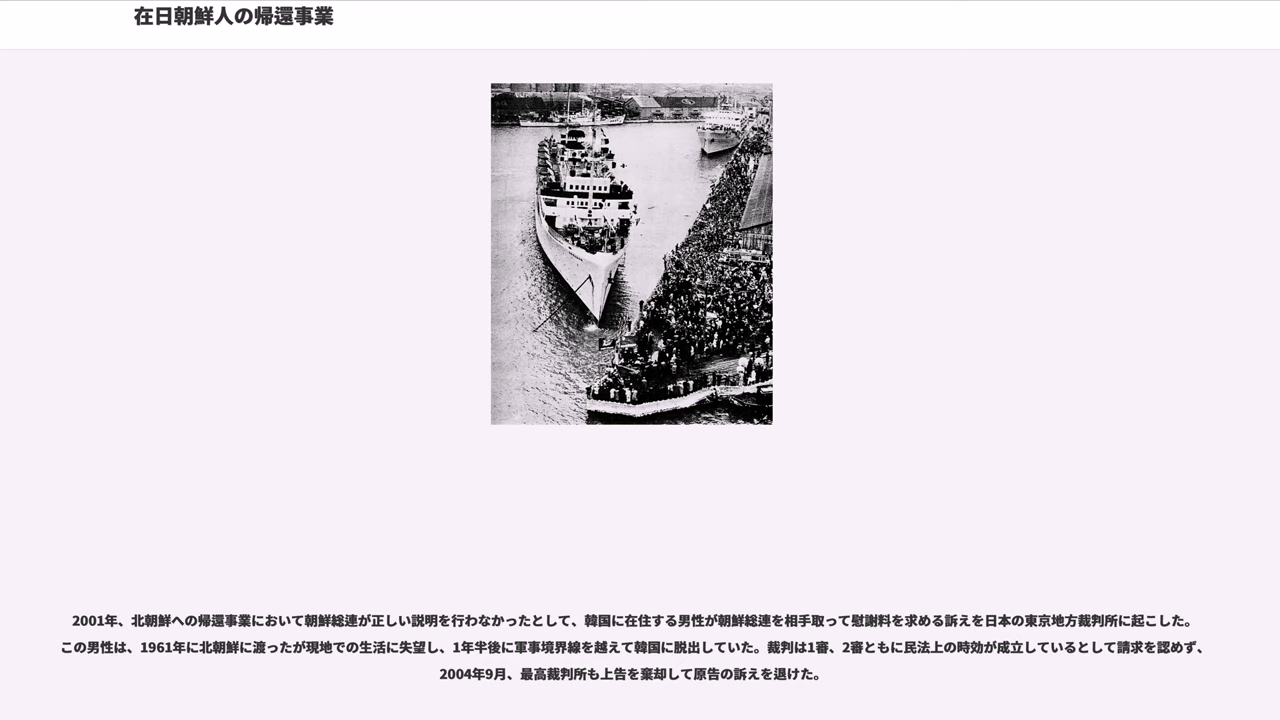 在日朝鮮人の帰還事業
2001年、北朝鮮への帰還事業において朝鮮総連が正しい説明を行わなかったとして、韓国に在住する男性が朝鮮総連を相手取って慰謝料を求める訴えを日本の東京地方裁判所に起こした。
この男性は、1961年に北朝鮮に渡ったが現地での生活に失望し、1年半後に軍事境界線を越えて韓国に脱出していた。裁判は1審、2審ともに民法上の時効が成立しているとして請求を認めず、
2004年9月、最高裁判所も上告を棄却して原告の訴えを退けた。